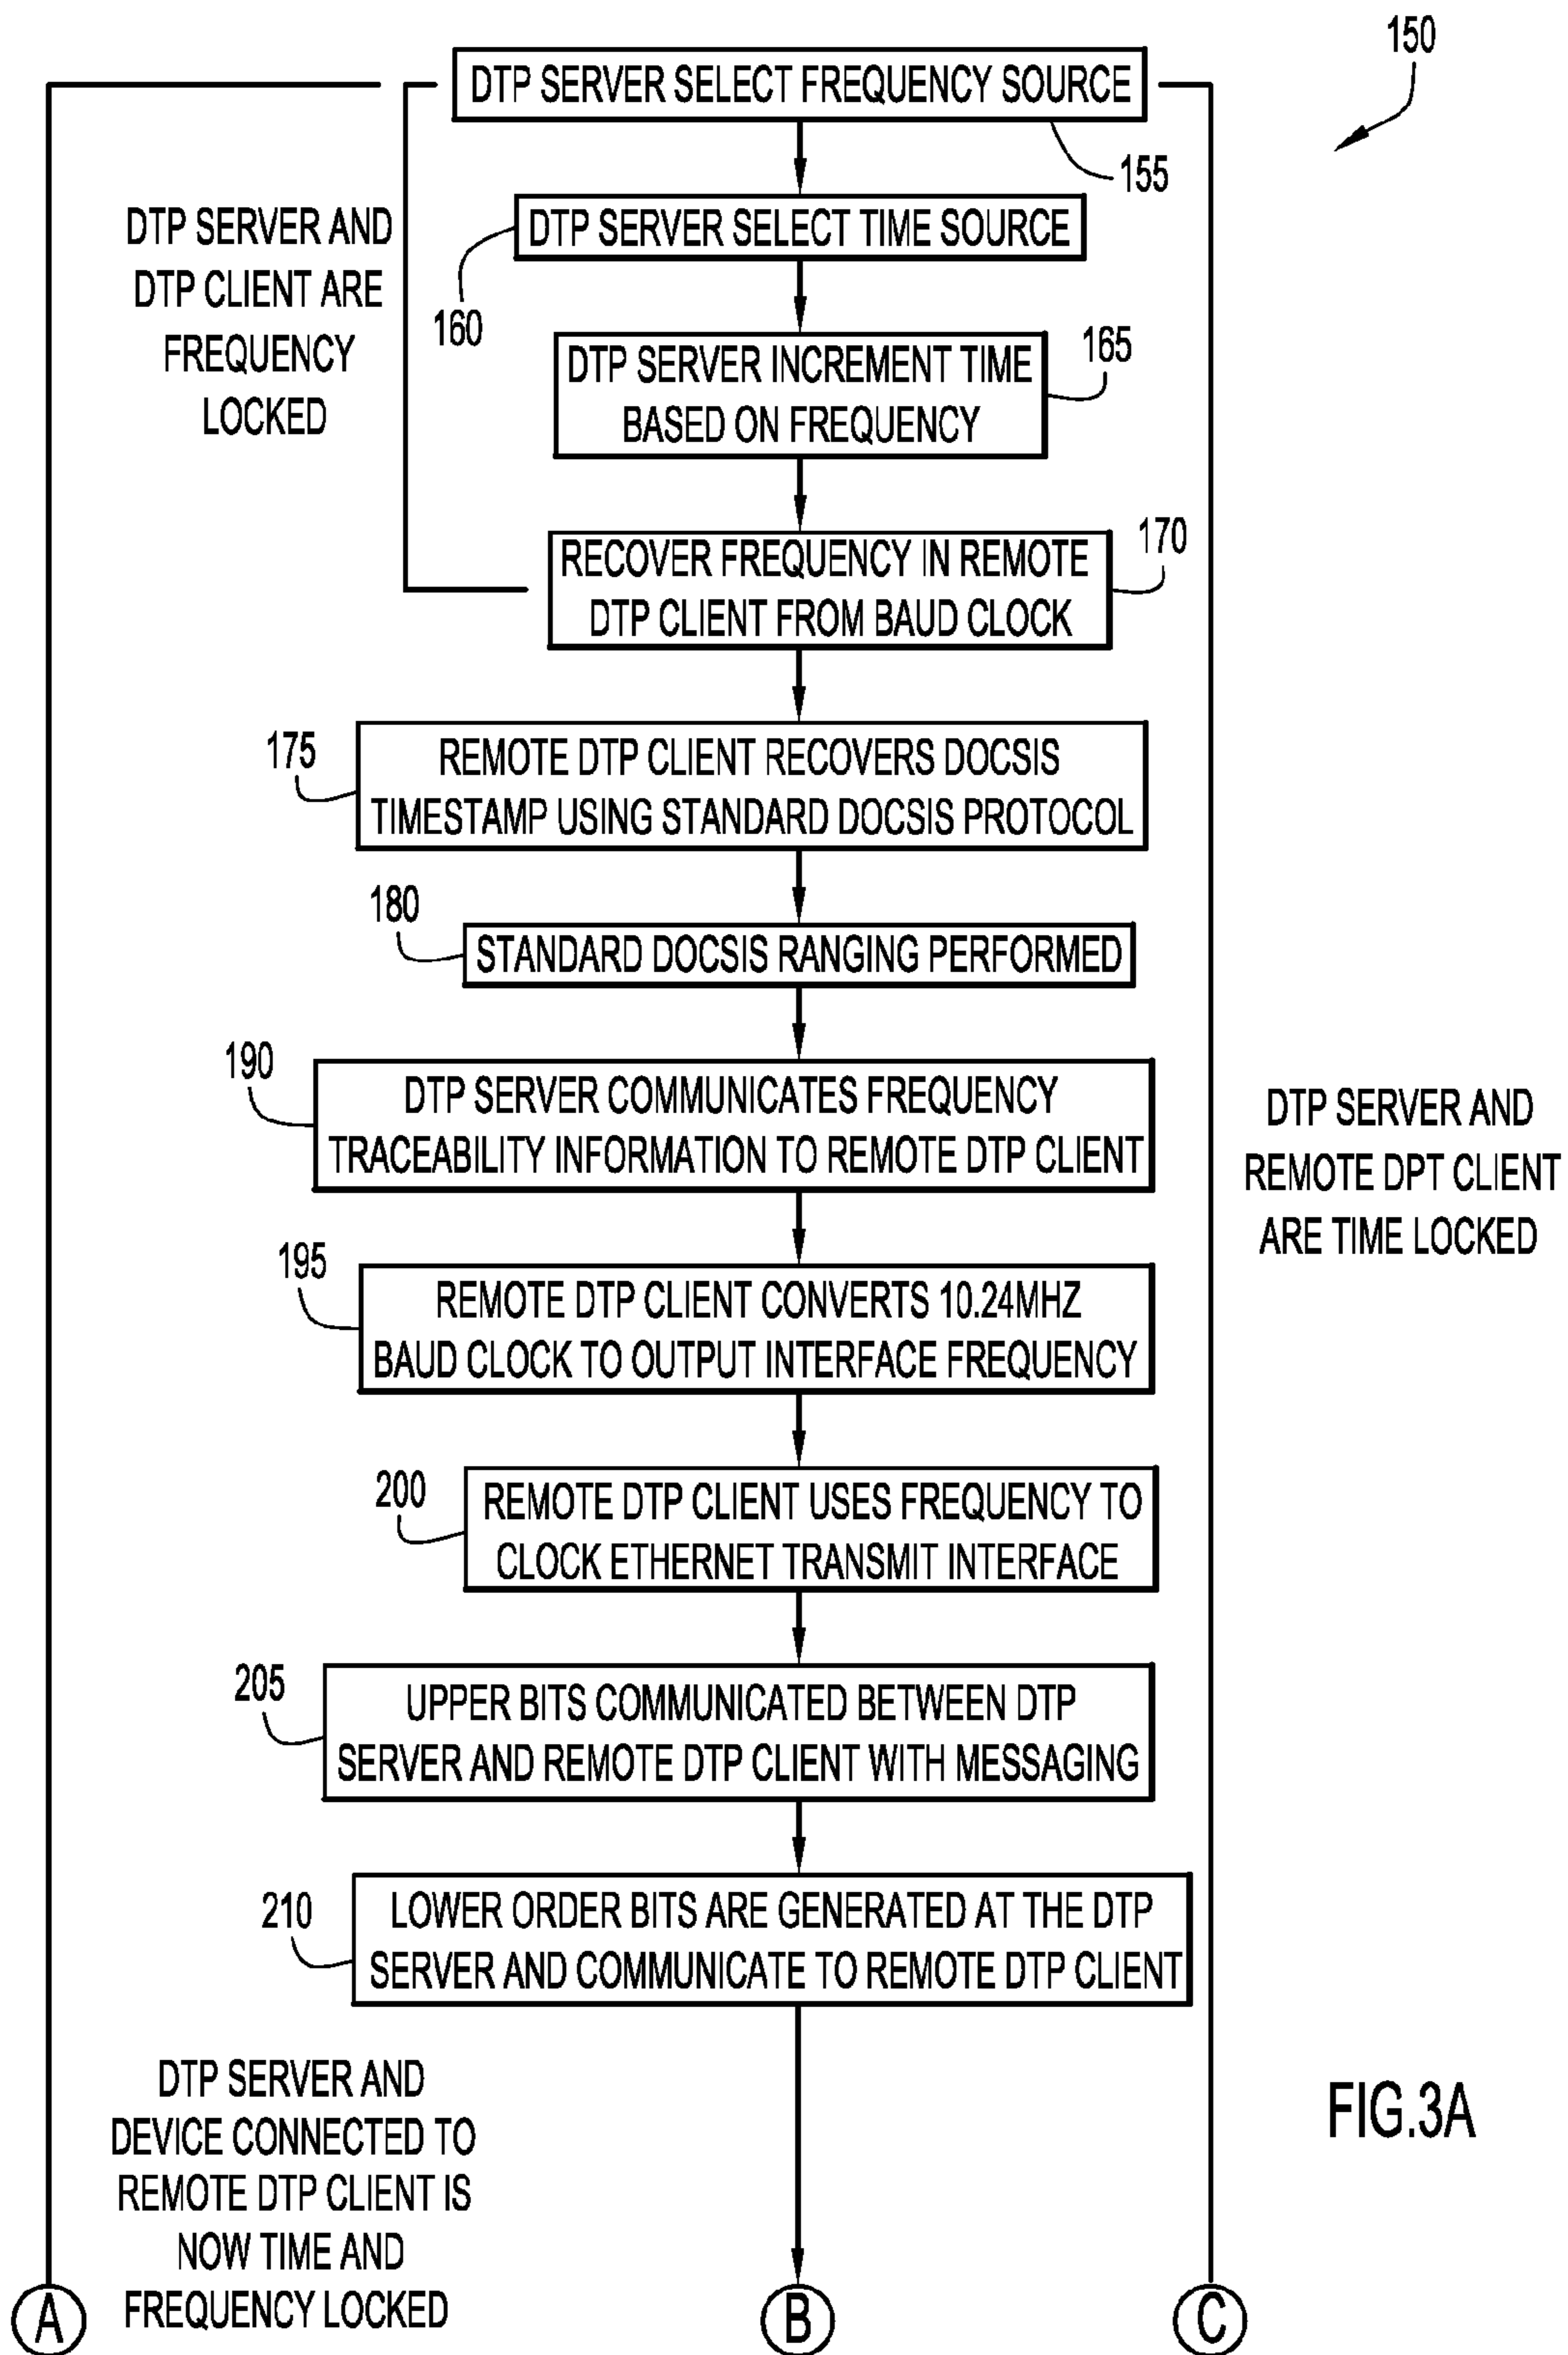 150
DTP SERVER SELECT FREQUENCY SOURCE
155
DTP SERVER SELECT TIME SOURCE
160
DTP SERVER AND
DTP CLIENT ARE
FREQUENCY
LOCKED
165
DTP SERVER INCREMENT TIME
BASED ON FREQUENCY
170
RECOVER FREQUENCY IN REMOTE
DTP CLIENT FROM BAUD CLOCK
175
REMOTE DTP CLIENT RECOVERS DOCSIS
TIMESTAMP USING STANDARD DOCSIS PROTOCOL
180
STANDARD DOCSIS RANGING PERFORMED
190
DTP SERVER COMMUNICATES FREQUENCY
TRACEABILITY INFORMATION TO REMOTE DTP CLIENT
DTP SERVER AND
REMOTE DPT CLIENT
ARE TIME LOCKED
195
REMOTE DTP CLIENT CONVERTS 10.24MHZ
BAUD CLOCK TO OUTPUT INTERFACE FREQUENCY
200
REMOTE DTP CLIENT USES FREQUENCY TO
CLOCK ETHERNET TRANSMIT INTERFACE
205
UPPER BITS COMMUNICATED BETWEEN DTP
SERVER AND REMOTE DTP CLIENT WITH MESSAGING
210
LOWER ORDER BITS ARE GENERATED AT THE DTP
SERVER AND COMMUNICATE TO REMOTE DTP CLIENT
DTP SERVER AND
DEVICE CONNECTED TO
REMOTE DTP CLIENT IS
NOW TIME AND
FREQUENCY LOCKED
FIG.3A
A
B
C